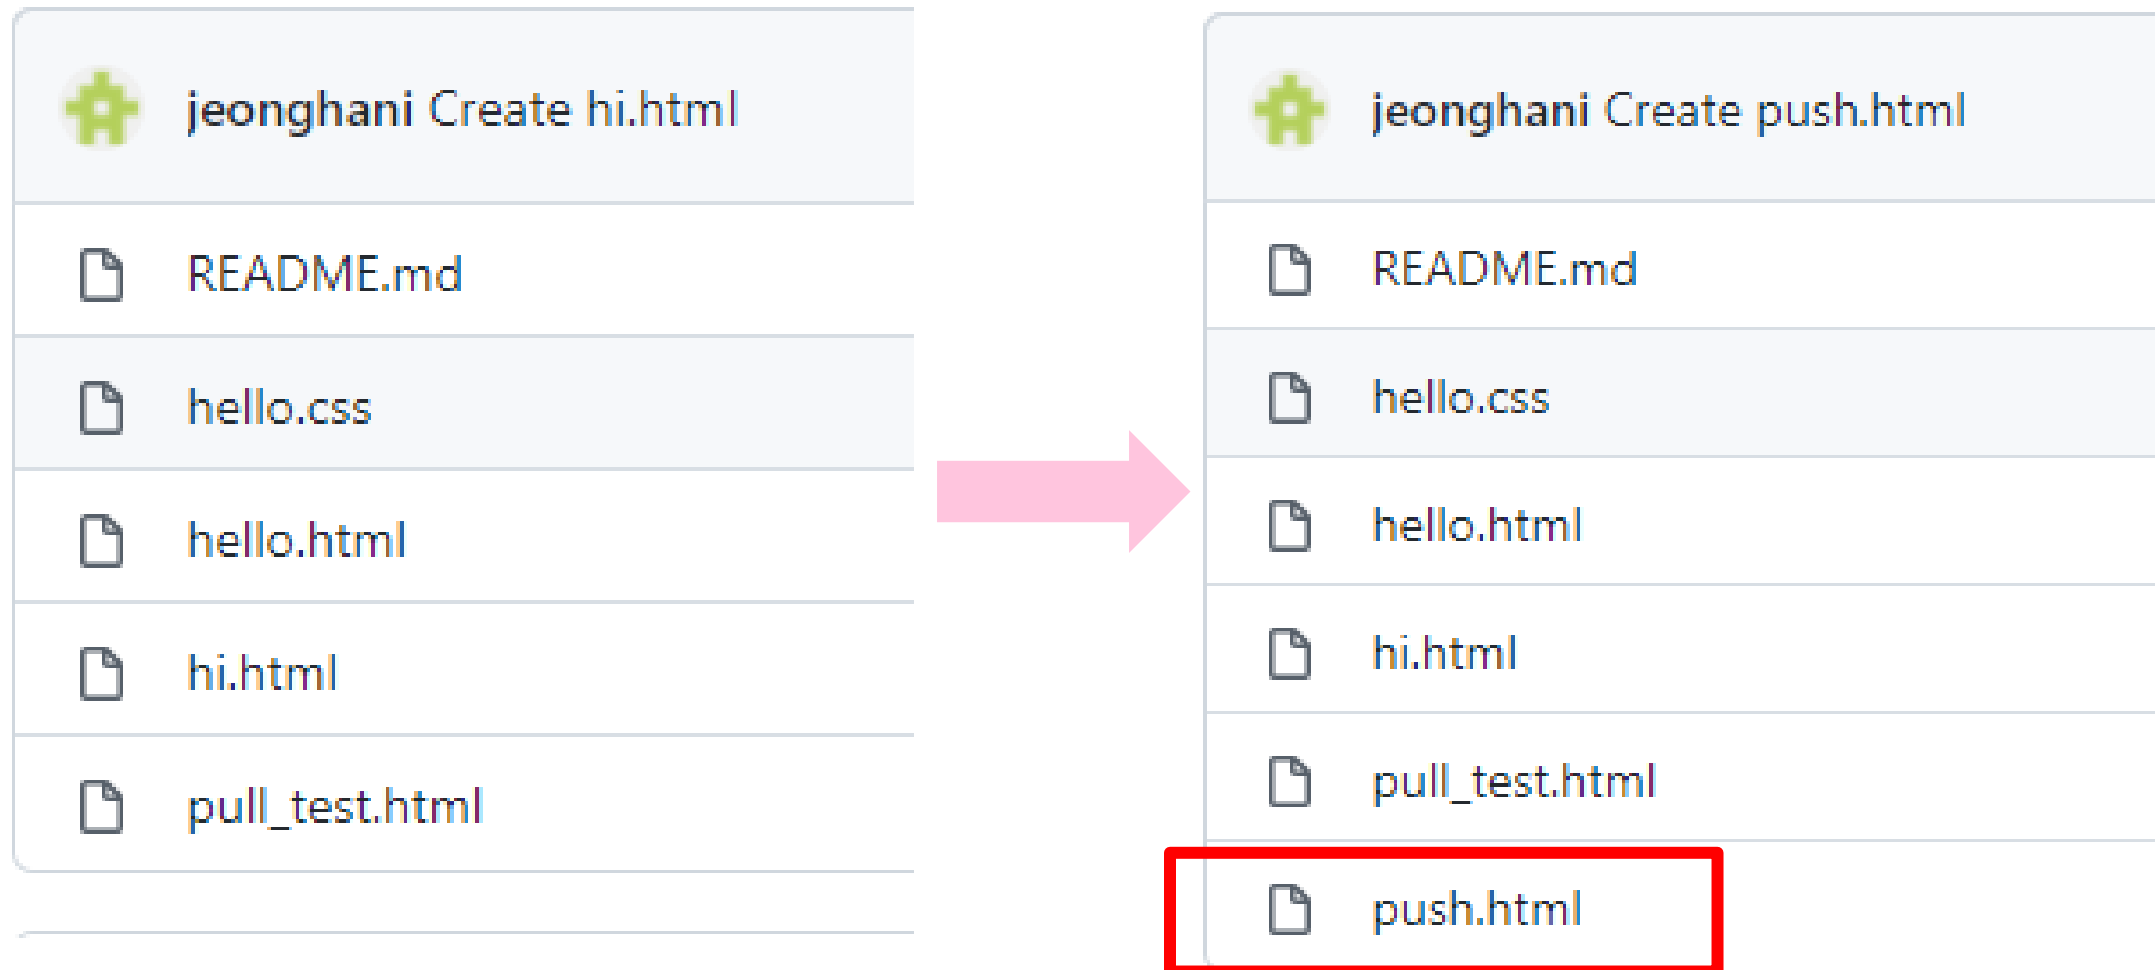 jeonghani Create hi.html
README.md
hello.css
hello.html
hi.html
pull_test.html
jeonghani Create push.html
README.md
hello.css
hello.html
hi.html
pull_test.html
push.html